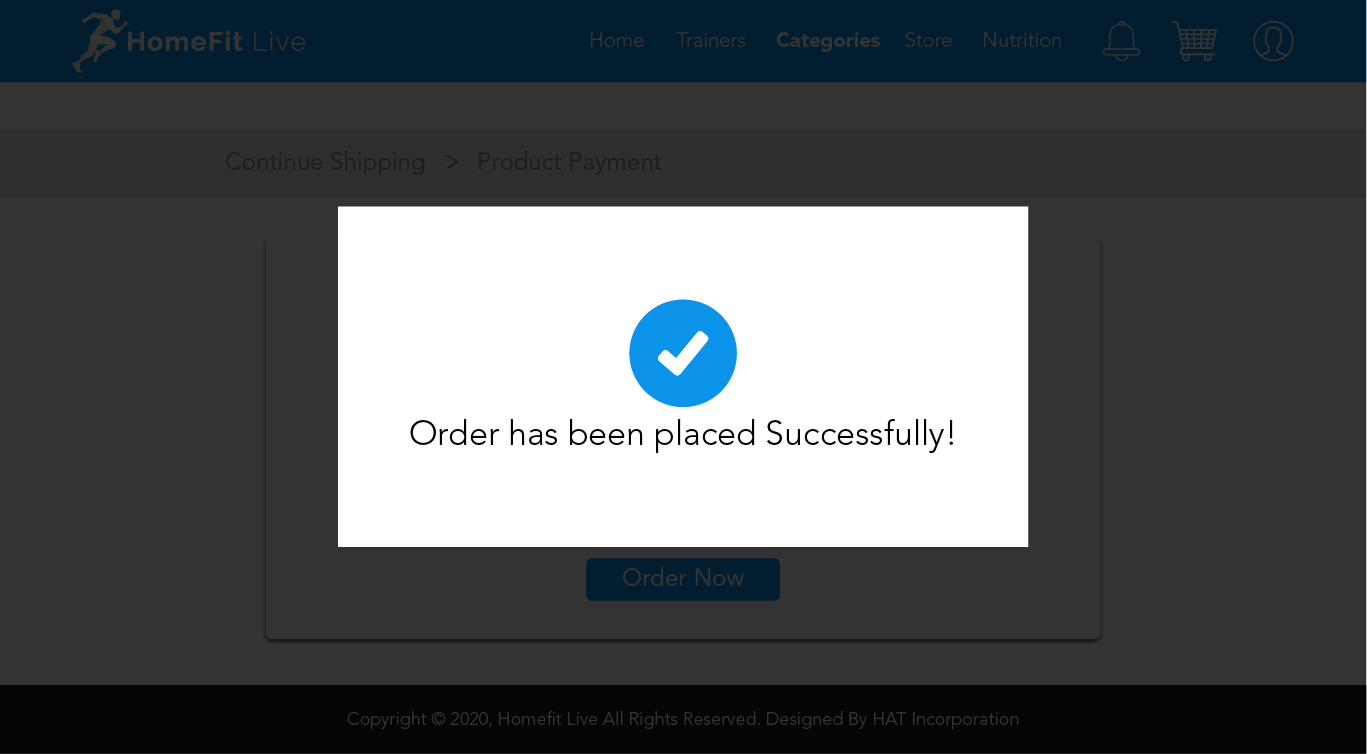 HomeFit Live
Home Trainers Categories Store Nutrition
Continue Shipping > Product Payment
Order has been placed Successfully!
Order Now
Copyright © 2020, Homefit Live All Rights Reserved. Designed By HAT Incorporation